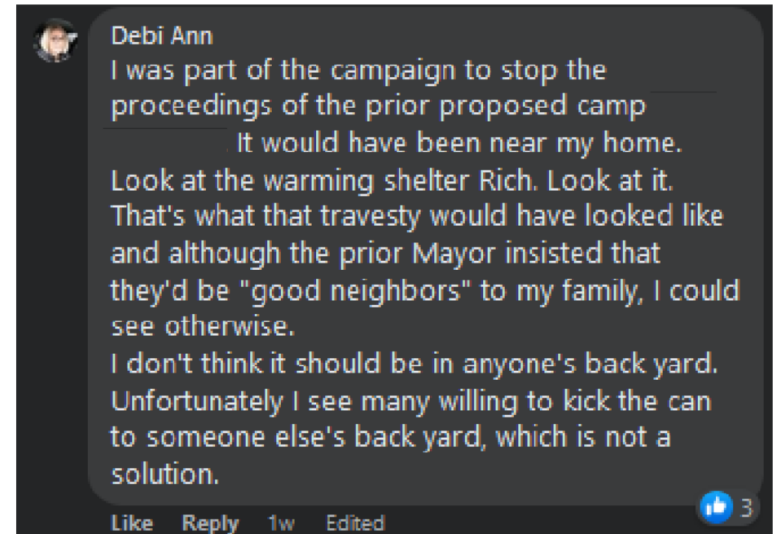 Debi Ann
I was part of the campaign to stop the
proceedings of the prior proposed camp
It would have been near my home.
Look at the warming shelter Rich. Look at it.
That's what that travesty would have looked like
and although the prior Mayor insisted that
they'd be "good neighbors" to my family, I could
see otherwise.
I don't think it should be in anyone's back yard.
Unfortunately I see many willing to kick the can
to someone else's back yard, which is not a
solution.
3
Like Reply 1w Edited